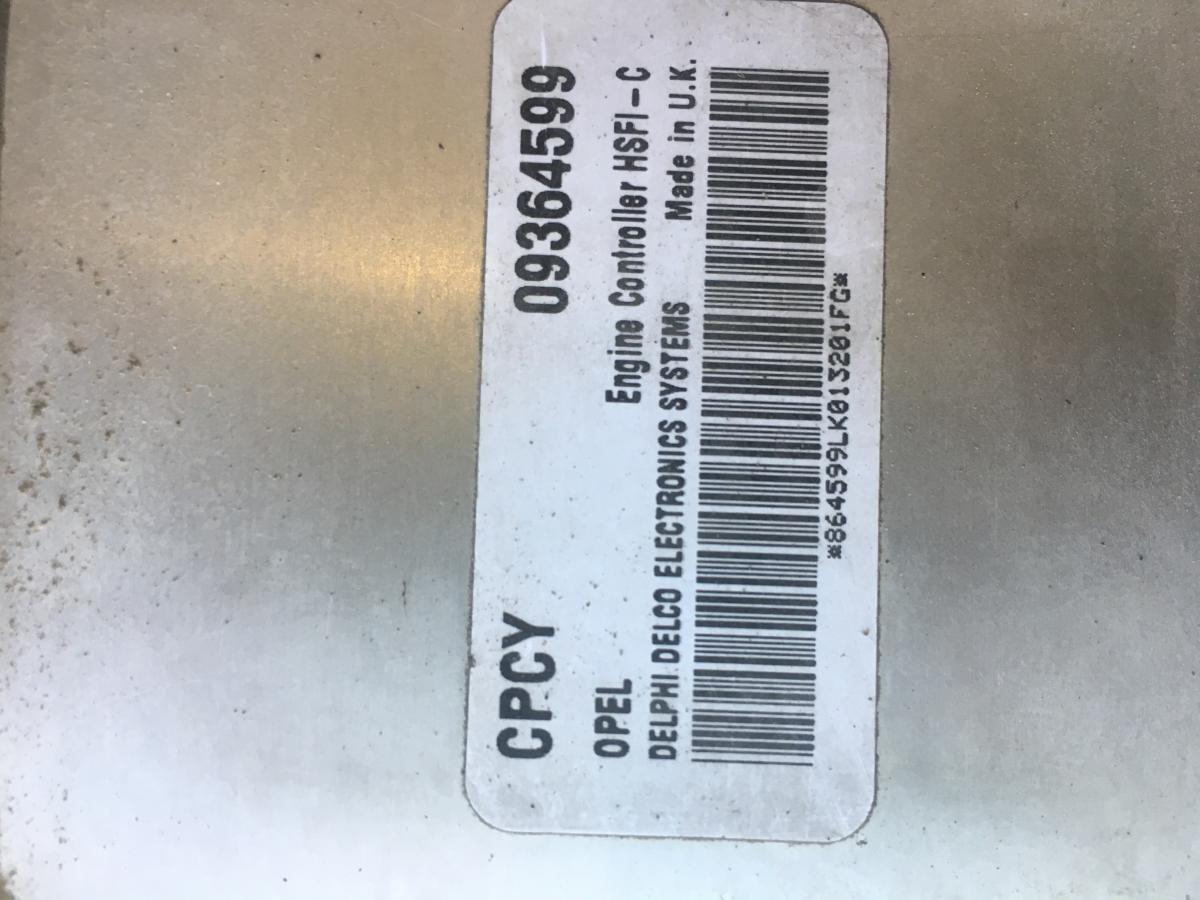 CPCY 09364599
OPEL Engine Controller HSFI-C
DELPHI DELCO ELECTRONICS SYSTEMS Made in U.K.
*864599LK013201FG*